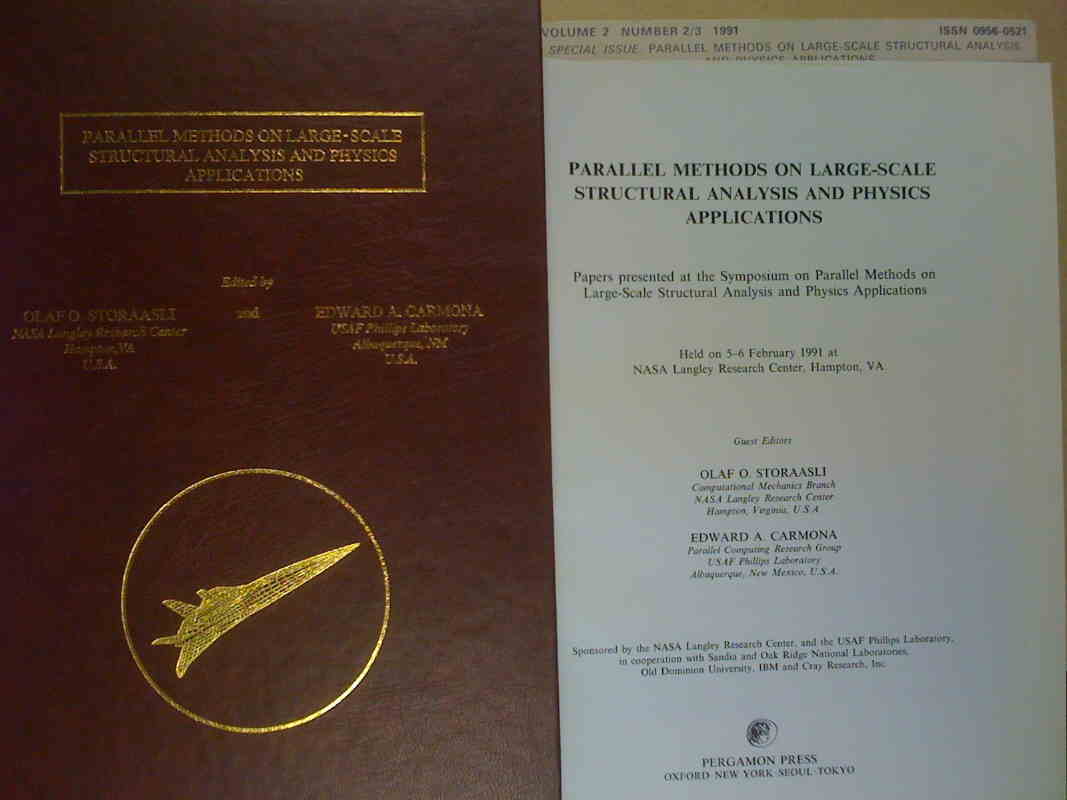 PARALLEL METHODS ON LARGE-SCALE
STRUCTURAL ANALYSIS AND PHYSICS
APPLICATIONS
Edited by
OLAF O. STORAASLI
NASA Langley Research Center
Hampton, VA
U.S.A.
and
EDWARD A. CARMONA
USAF Phillips Laboratory
Albuquerque, NM
U.S.A.
VOLUME 2 NUMBER 2/3 1991 ISSN 0956-0521
SPECIAL ISSUE PARALLEL METHODS ON LARGE-SCALE STRUCTURAL ANALYSIS
AND PHYSICS APPLICATIONS
PARALLEL METHODS ON LARGE-SCALE
STRUCTURAL ANALYSIS AND PHYSICS
APPLICATIONS
Papers presented at the Symposium on Parallel Methods on
Large-Scale Structural Analysis and Physics Applications
Held on 5-6 February 1991 at
NASA Langley Research Center, Hampton, VA
Guest Editors
OLAF O. STORAASLI
Computational Mechanics Branch
NASA Langley Research Center
Hampton, Virginia, U.S.A
EDWARD A. CARMONA
Parallel Computing Research Group
USAF Phillips Laboratory
Albuquerque, New Mexico, U.S.A.
Sponsored by the NASA Langley Research Center, and the USAF Phillips Laboratory,
in cooperation with Sandia and Oak Ridge National Laboratories,
Old Dominion University, IBM and Cray Research, Inc
PERGAMON PRESS
OXFORD NEW YORK SEOUL TOKYO